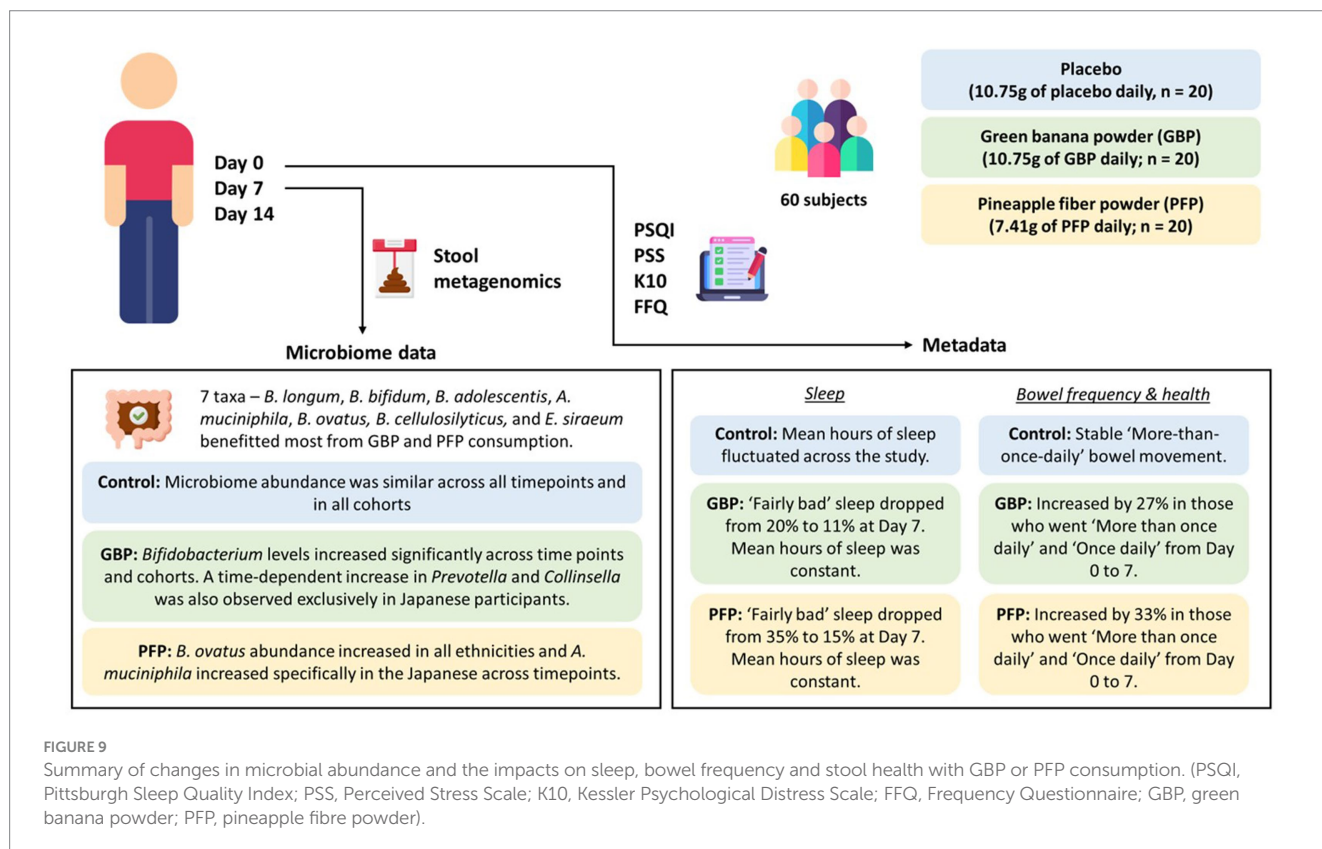 Day 0
Day 7
Day 14
Stool
metagenomics
PSQI
PSS
K10
FFQ
60 subjects
Placebo
(10.75g of placebo daily, n = 20)
Green banana powder (GBP)
(10.75g of GBP daily; n = 20)
Pineapple fiber powder (PFP)
(7.41g of PFP daily; n = 20)
Microbiome data
Metadata
7 taxa – B. longum, B. bifidum, B. adolescentis, A.
muciniphila, B. ovatus, B. cellulosilyticus, and E. siraeum
benefitted most from GBP and PFP consumption.
Control: Microbiome abundance was similar across all timepoints and
in all cohorts
GBP: Bifidobacterium levels increased significantly across time points
and cohorts. A time-dependent increase in Prevotella and Collinsella
was also observed exclusively in Japanese participants.
PFP: B. ovatus abundance increased in all ethnicities and A.
muciniphila increased specifically in the Japanese across timepoints.
Sleep
Control: Mean hours of sleep
fluctuated across the study.
GBP: ‘Fairly bad’ sleep dropped
from 20% to 11% at Day 7.
Mean hours of sleep was
constant.
PFP: ‘Fairly bad’ sleep dropped
from 35% to 15% at Day 7.
Mean hours of sleep was
constant.
Bowel frequency & health
Control: Stable ‘More-than-
once-daily’ bowel movement.
GBP: Increased by 27% in those
who went ‘More than once
daily’ and ‘Once daily’ from Day
0 to 7.
PFP: Increased by 33% in those
who went ‘More than once
daily’ and ‘Once daily’ from Day
0 to 7.
FIGURE 9
Summary of changes in microbial abundance and the impacts on sleep, bowel frequency and stool health with GBP or PFP consumption. (PSQI,
Pittsburgh Sleep Quality Index; PSS, Perceived Stress Scale; K10, Kessler Psychological Distress Scale; FFQ, Frequency Questionnaire; GBP, green
banana powder; PFP, pineapple fibre powder).